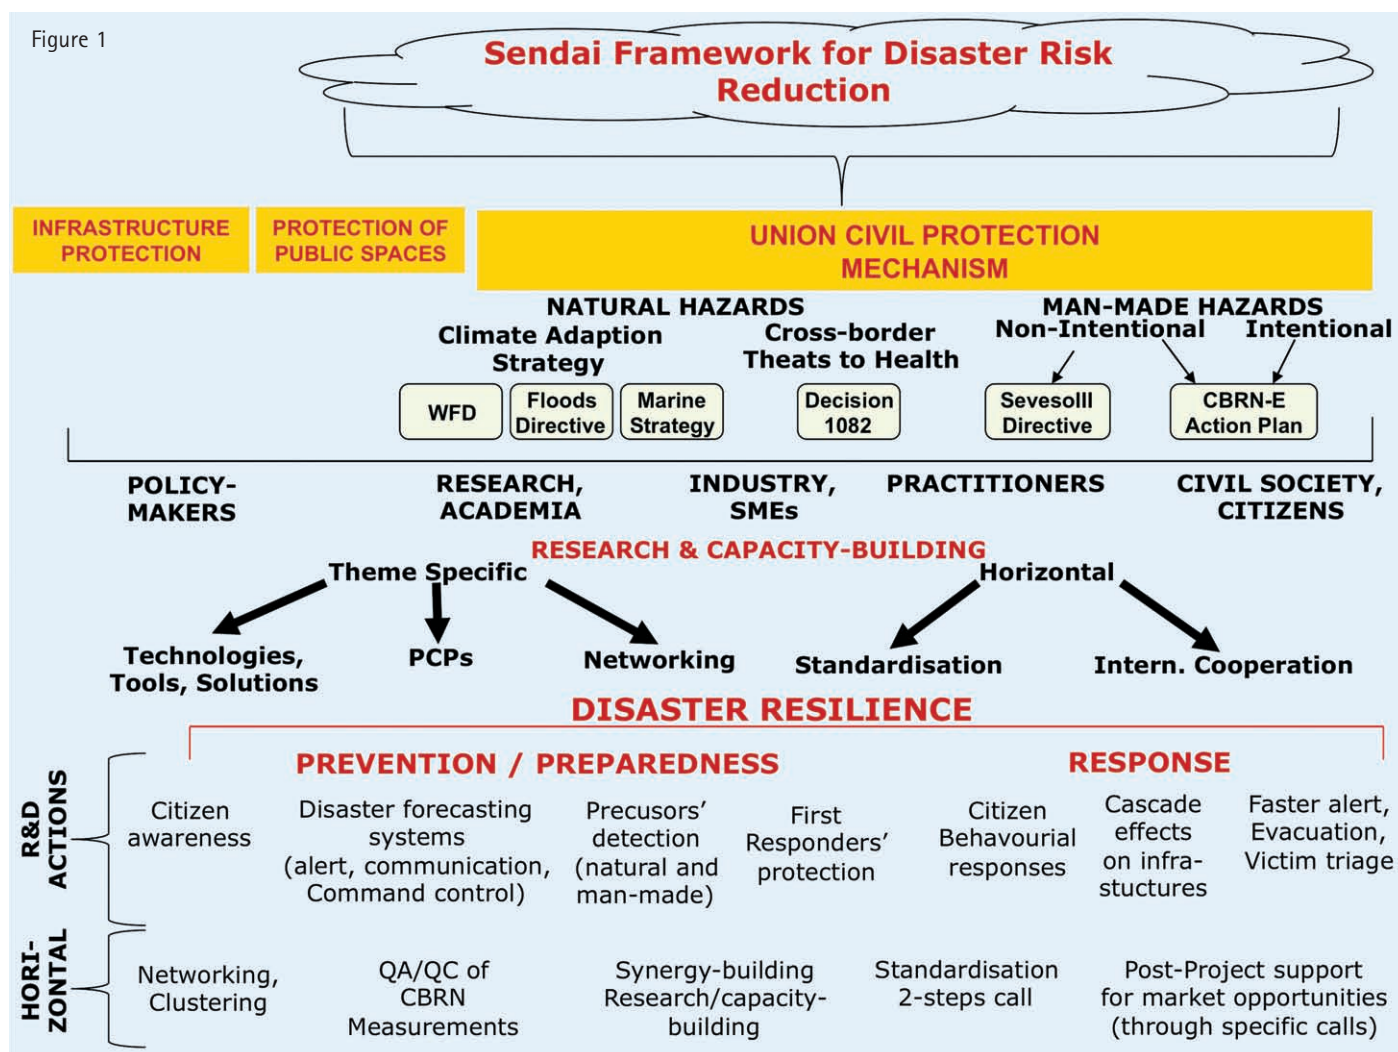 Figure 1
Sendai Framework for Disaster Risk
Reduction
INFRASTRUCTURE
PROTECTION
PROTECTION OF
PUBLIC SPACES
UNION CIVIL PROTECTION
MECHANISM
NATURAL HAZARDS
Climate Adaption
Strategy
Cross-border
Theats to Health
MAN-MADE HAZARDS
Non-Intentional
Intentional
WFD
Floods
Directive
Marine
Strategy
Decision
1082
SevesoIII
Directive
CBRN-E
Action Plan
POLICY-
MAKERS
RESEARCH,
ACADEMIA
INDUSTRY,
SMEs
PRACTITIONERS
CIVIL SOCIETY,
CITIZENS
RESEARCH & CAPACITY-BUILDING
Theme Specific
Horizontal
Technologies,
Tools, Solutions
PCPs
Networking
Standardisation
Intern. Cooperation
DISASTER RESILIENCE
PREVENTION / PREPAREDNESS
RESPONSE
R&D
ACTIONS
Citizen
awareness
Disaster forecasting
systems
(alert, communication,
Command control)
Precusors’
detection
(natural and
man-made)
First
Responders’
protection
Citizen
Behavourial
responses
Cascade
effects
on infra-
stuctures
Faster alert,
Evacuation,
Victim triage
HORI-
ZONTAL
Networking,
Clustering
QA/QC of
CBRN
Measurements
Synergy-building
Research/capacity-
building
Standardisation
2-steps call
Post-Project support
for market opportunities
(through specific calls)